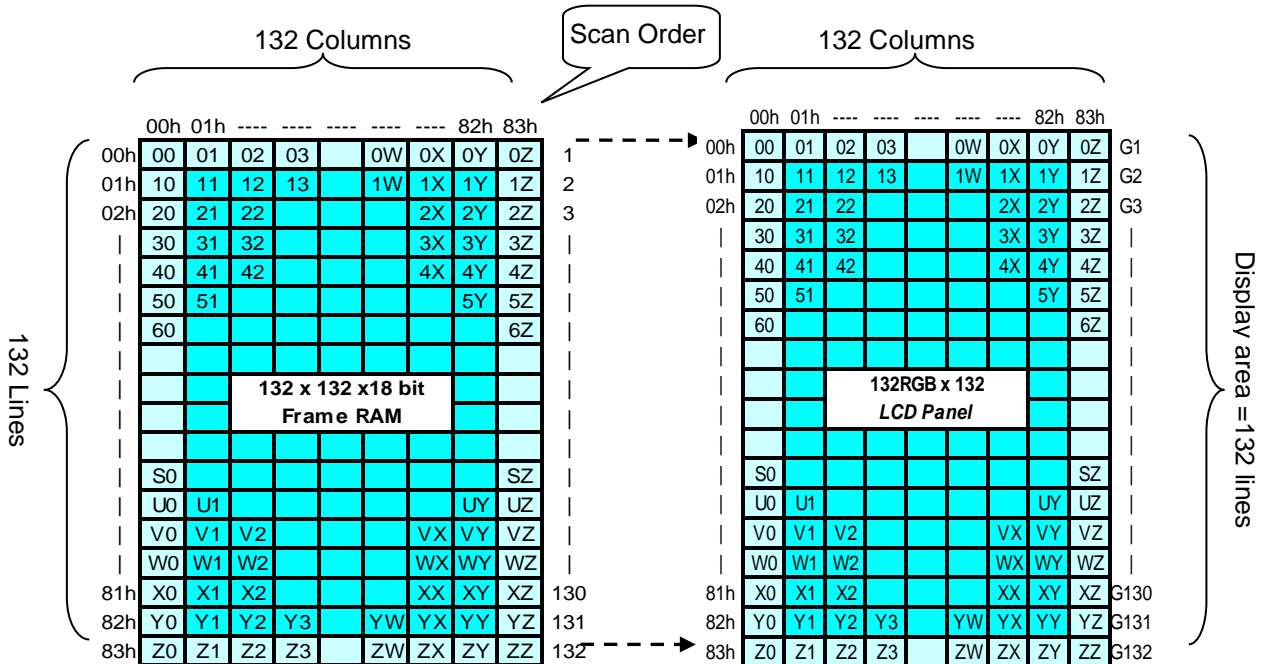 132 Columns Scan Order 132 Columns
00h 01h ---- ---- ---- ---- ---- 82h 83h
00h 00 01 02 03 0W 0X 0Y 0Z 1
01h 10 11 12 13 1W 1X 1Y 1Z 2
02h 20 21 22 2X 2Y 2Z 3
30 31 32 3X 3Y 3Z
40 41 42 4X 4Y 4Z
50 51 5Y 5Z
60 6Z
132 x 132 x18 bit
Frame RAM
S0 SZ
U0 U1 UY UZ
V0 V1 V2 VX VY VZ
W0 W1 W2 WX WY WZ
81h X0 X1 X2 XX XY XZ 130
82h Y0 Y1 Y2 Y3 YW YX YY YZ 131
83h Z0 Z1 Z2 Z3 ZW ZX ZY ZZ 132
132 Lines
00h 01h ---- ---- ---- ---- ---- 82h 83h
00h 00 01 02 03 0W 0X 0Y 0Z G1
01h 10 11 12 13 1W 1X 1Y 1Z G2
02h 20 21 22 2X 2Y 2Z G3
30 31 32 3X 3Y 3Z
40 41 42 4X 4Y 4Z
50 51 5Y 5Z
60 6Z
132RGB x 132
LCD Panel
S0 SZ
U0 U1 UY UZ
V0 V1 V2 VX VY VZ
W0 W1 W2 WX WY WZ
81h X0 X1 X2 XX XY XZ G130
82h Y0 Y1 Y2 Y3 YW YX YY YZ G131
83h Z0 Z1 Z2 Z3 ZW ZX ZY ZZ G132
Display area =132 lines